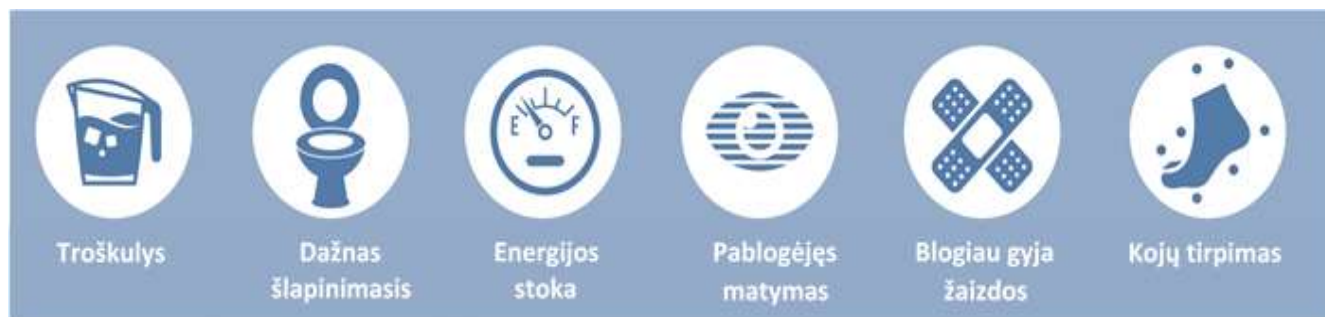 E F
Troškulys
Dažnas
šlapinimasis
Energijos
stoka
Pablogėjęs
matymas
Blogiau gyja
žaizdos
Kojų tirpimas